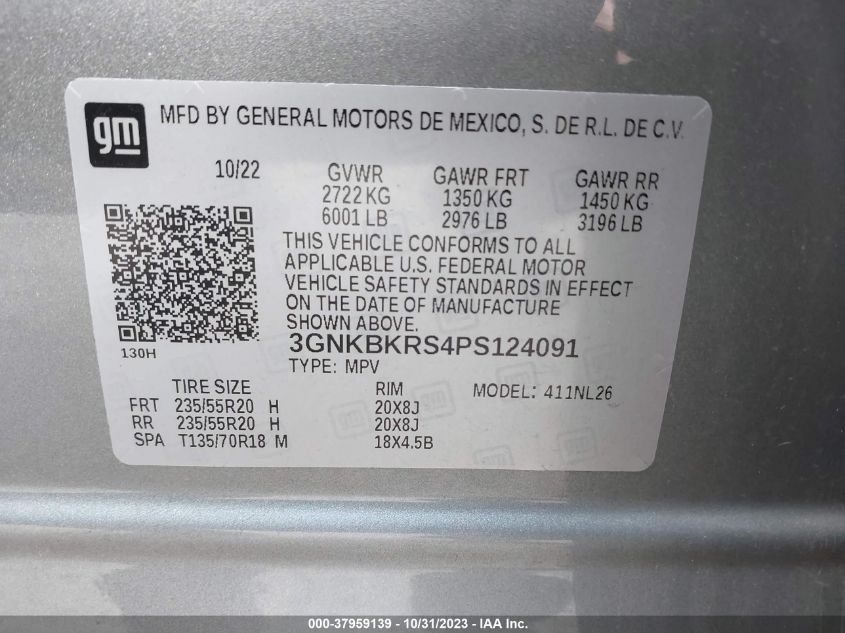 gm
MFD BY GENERAL MOTORS DE MEXICO, S. DE R.L. DE C.V.
10/22
GVWR GAWR FRT GAWR RR
2722 KG 1350 KG 1450 KG
6001 LB 2976 LB 3196 LB
THIS VEHICLE CONFORMS TO ALL
APPLICABLE U.S. FEDERAL MOTOR
VEHICLE SAFETY STANDARDS IN EFFECT
ON THE DATE OF MANUFACTURE
SHOWN ABOVE.
130H
3GNKBKRS4PS124091
TYPE: MPV
TIRE SIZE RIM MODEL: 411NL26
FRT 235/55R20 H 20X8J
RR 235/55R20 H 20X8J
SPA T135/70R18 M 18X4.5B
000-37959139 - 10/31/2023 - IAA Inc.